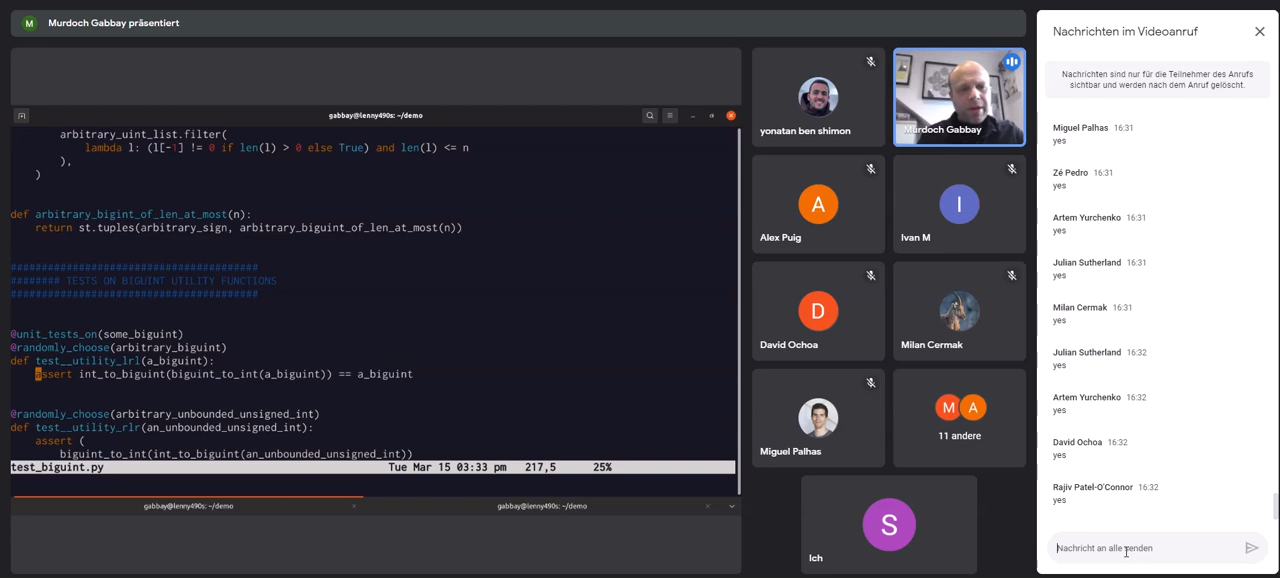 M Murdoch Gabbay präsentiert
gabbay@lenny490s: ~/demo
arbitrary_uint_list.filter(
lambda l: (l[-1] != 0 if len(l) > 0 else True) and len(l) <= n
),
)
def arbitrary_bigint_of_len_at_most(n):
return st.tuples(arbitrary_sign, arbitrary_biguint_of_len_at_most(n))
########################################
######## TESTS ON BIGUINT UTILITY FUNCTIONS
########################################
@unit_tests_on(some_biguint)
@randomly_choose(arbitrary_biguint)
def test__utility_lrl(a_biguint):
assert int_to_biguint(biguint_to_int(a_biguint)) == a_biguint
@randomly_choose(arbitrary_unbounded_unsigned_int)
def test__utility_rlr(an_unbounded_unsigned_int):
assert (
biguint_to_int(int_to_biguint(an_unbounded_unsigned_int))
test_biguint.py Tue Mar 15 03:33 pm 217,5 25%
gabbay@lenny490s: ~/demo
gabbay@lenny490s: ~/demo
yonatan ben shimon
Murdoch Gabbay
A
Alex Puig
I
Ivan M
D
David Ochoa
Milan Cermak
Miguel Palhas
M A
11 andere
S
Ich
Nachrichten im Videoanruf
Nachrichten sind nur für die Teilnehmer des Anrufs
sichtbar und werden nach dem Anruf gelöscht.
Miguel Palhas 16:31
yes
Zé Pedro 16:31
yes
Artem Yurchenko 16:31
yes
Julian Sutherland 16:31
yes
Milan Cermak 16:31
yes
Julian Sutherland 16:32
yes
Artem Yurchenko 16:32
yes
David Ochoa 16:32
yes
Rajiv Patel-O'Connor 16:32
yes
Nachricht an alle senden